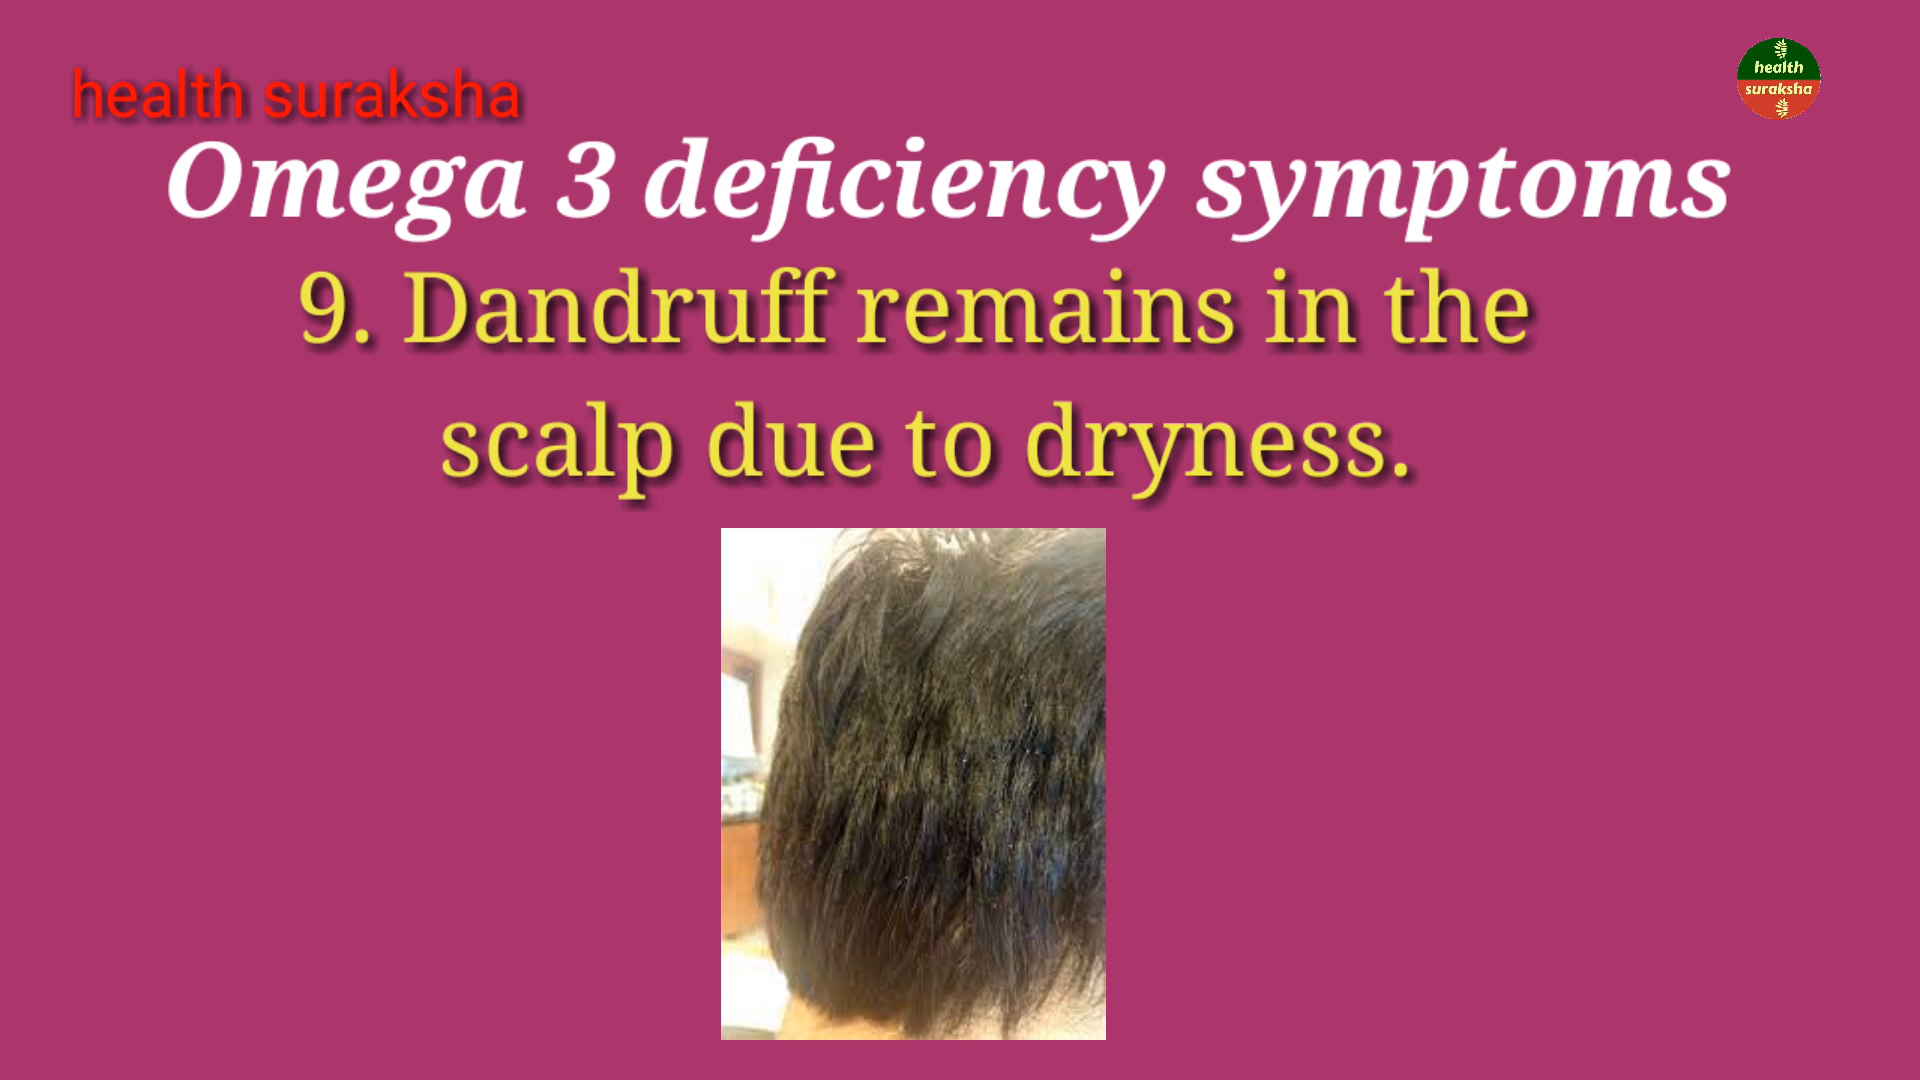 health suraksha
health
suraksha
Omega 3 deficiency symptoms
9. Dandruff remains in the
scalp due to dryness.